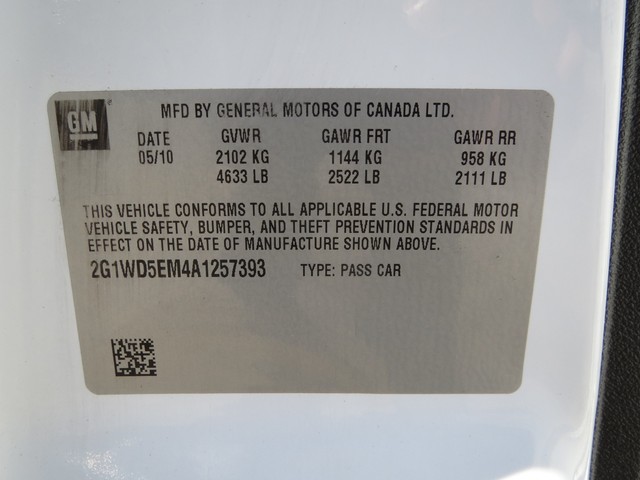 GM
MFD BY GENERAL MOTORS OF CANADA LTD.
DATE GVWR GAWR FRT GAWR RR
05/10 2102 KG 1144 KG 958 KG
4633 LB 2522 LB 2111 LB
THIS VEHICLE CONFORMS TO ALL APPLICABLE U.S. FEDERAL MOTOR
VEHICLE SAFETY, BUMPER, AND THEFT PREVENTION STANDARDS IN
EFFECT ON THE DATE OF MANUFACTURE SHOWN ABOVE.
2G1WD5EM4A1257393 TYPE: PASS CAR